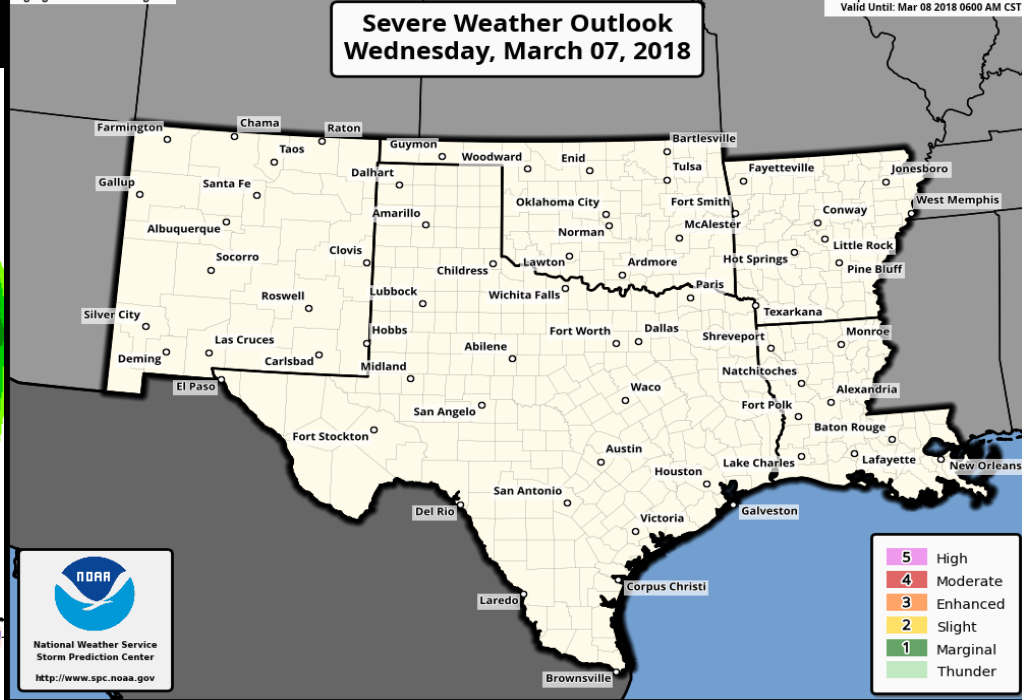 Valid Until: Mar 08 2018 0600 AM CST
Severe Weather Outlook
Wednesday, March 07, 2018
Farmington
Chama
Raton
Taos
Guymon
Woodward
Enid
Bartlesville
Tulsa
Fayetteville
Jonesboro
Gallup
Santa Fe
Dalhart
Albuquerque
Amarillo
Oklahoma City
Norman
Fort Smith
McAlester
Conway
West Memphis
Socorro
Clovis
Childress
Lawton
Ardmore
Hot Springs
Little Rock
Pine Bluff
Roswell
Lubbock
Wichita Falls
Paris
Texarkana
Silver City
Las Cruces
Hobbs
Abilene
Fort Worth
Dallas
Shreveport
Monroe
Deming
Carlsbad
Midland
Natchitoches
El Paso
Waco
Alexandria
San Angelo
Fort Polk
Fort Stockton
Baton Rouge
Austin
Houston
Lake Charles
Lafayette
New Orleans
San Antonio
Del Rio
Victoria
Galveston
Corpus Christi
Laredo
Brownsville
NOAA
National Weather Service
Storm Prediction Center
http://www.spc.noaa.gov
5 High
4 Moderate
3 Enhanced
2 Slight
1 Marginal
Thunder